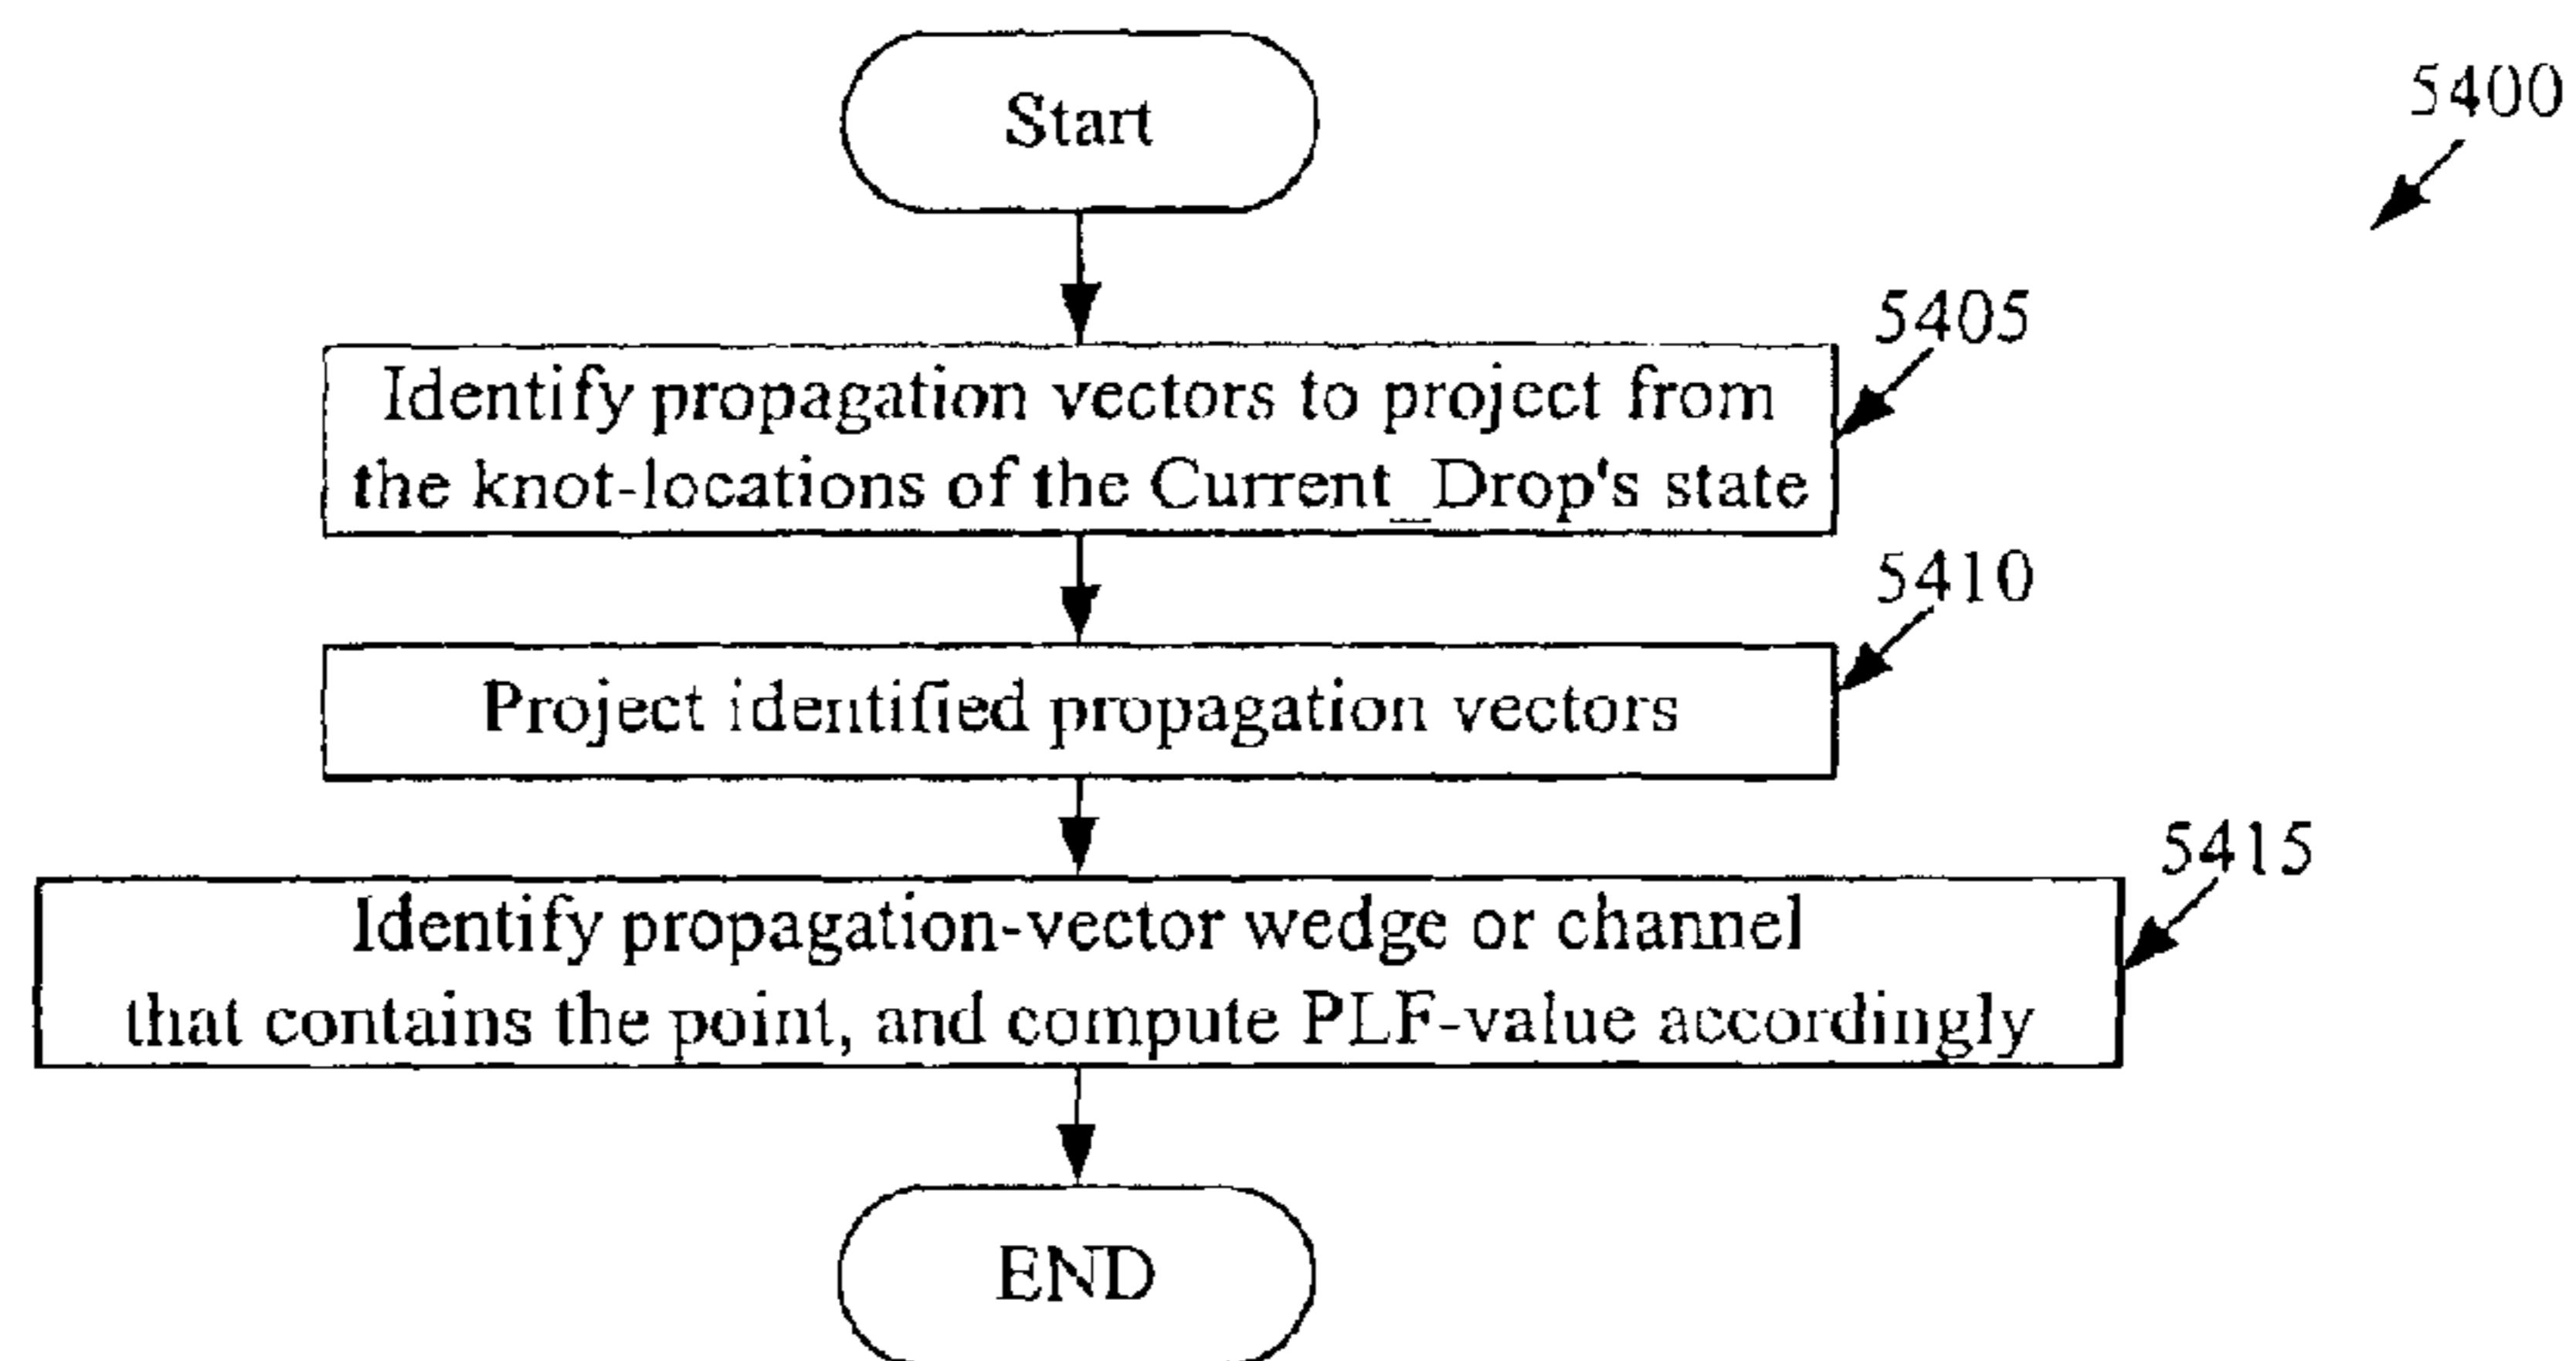 Start
5400
5405
Identify propagation vectors to project from
the knot-locations of the Current_Drop's state
5410
Project identified propagation vectors
5415
Identify propagation-vector wedge or channel
that contains the point, and compute PLF-value accordingly
END